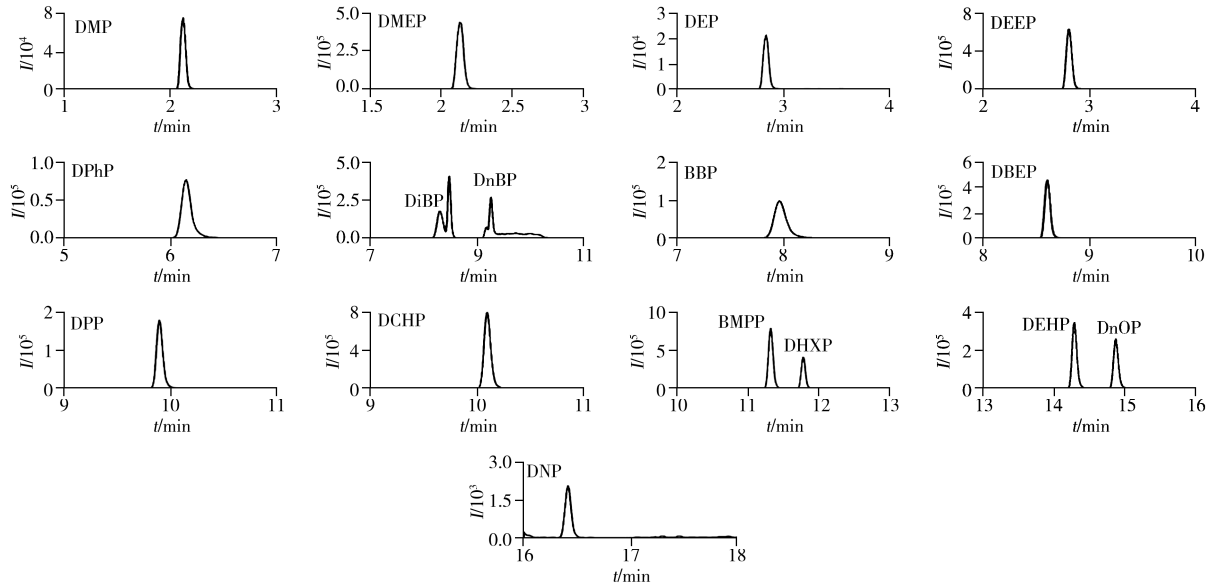 DMP
I/10⁴
8
4
0
1 2 3
t/min
DMEP
I/10⁵
5.0
2.5
0.0
1.5 2 2.5 3
t/min
DEP
I/10⁴
3
2
1
0
2 3 4
t/min
DEEP
I/10⁵
8
4
0
2 3 4
t/min
DPhP
I/10⁵
1.0
0.5
0.0
5 6 7
t/min
DiBP
DnBP
I/10⁵
5.0
2.5
0.0
7 9 11
t/min
BBP
I/10⁵
2
1
0
7 8 9
t/min
DBEP
I/10⁵
6
4
2
0
8 9 10
t/min
DPP
I/10⁵
2
1
0
9 10 11
t/min
DCHP
I/10⁵
8
4
0
9 10 11
t/min
BMPP
DHXP
I/10⁵
10
5
0
10 11 12 13
t/min
DEHP
DnOP
I/10⁵
4
2
0
13 14 15 16
t/min
DNP
I/10³
3.0
1.5
0.0
16 17 18
t/min